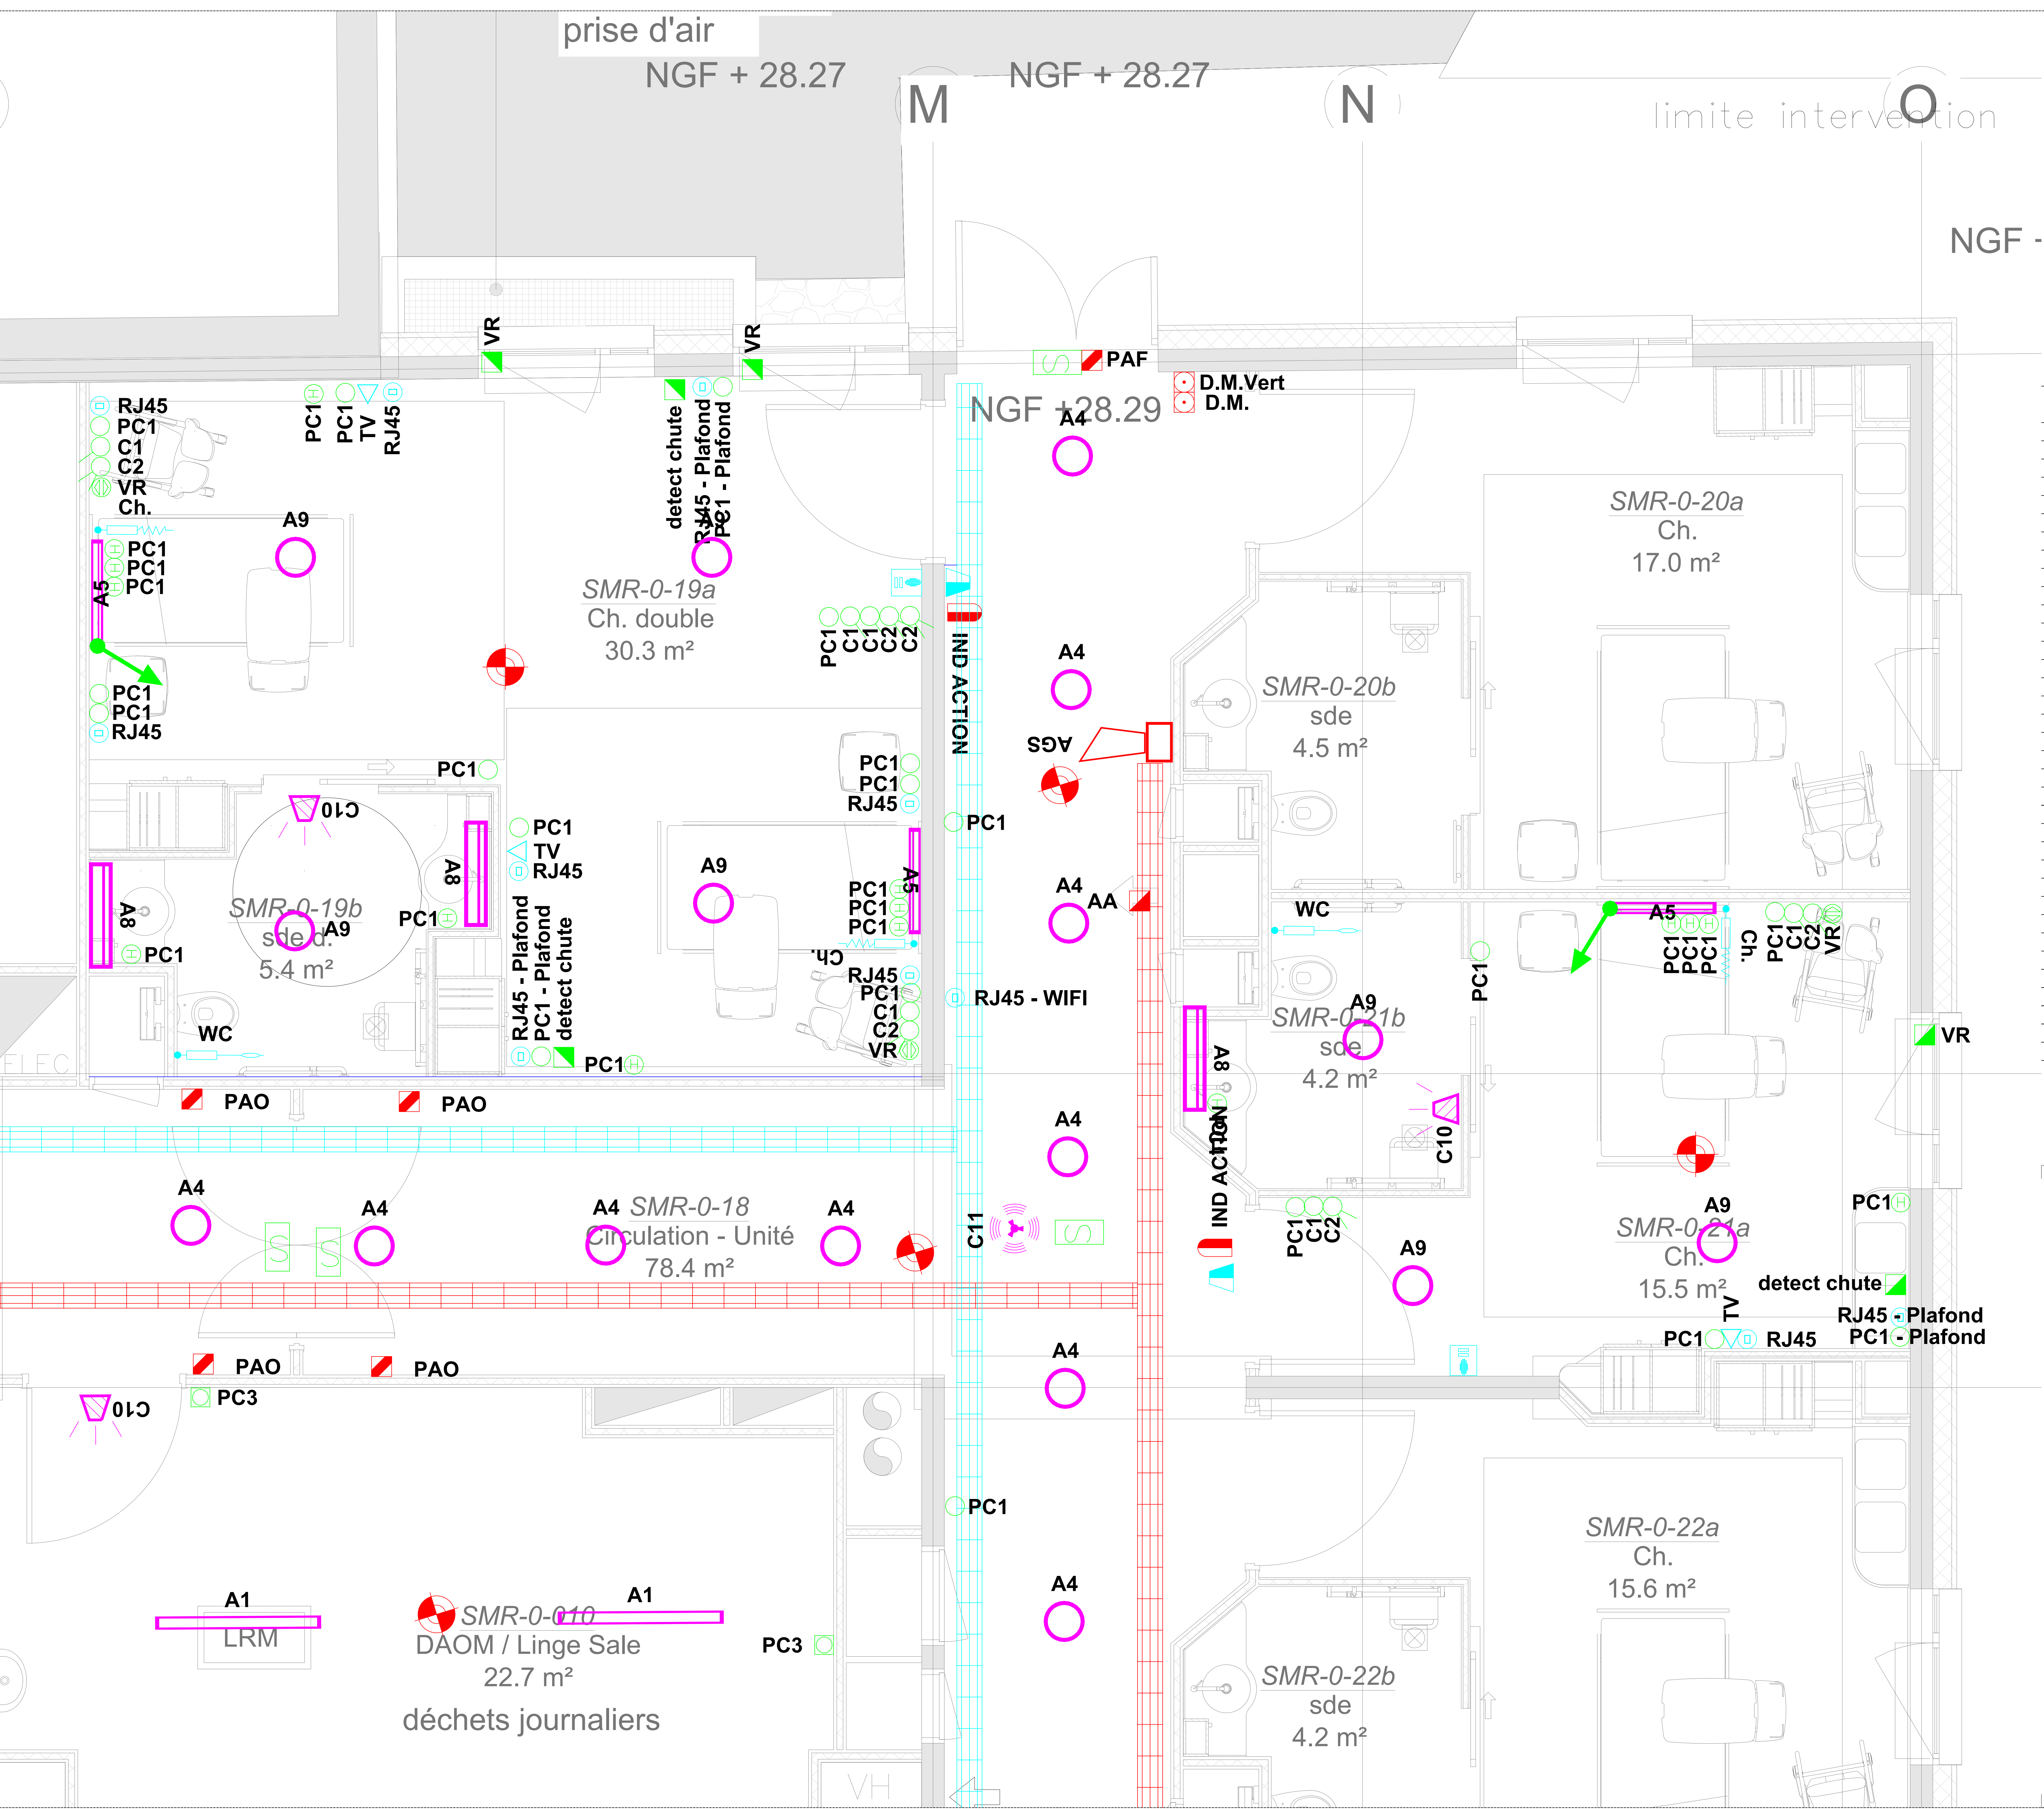 prise d'air
NGF + 28.27
NGF + 28.27
M
N
O
limite intervention
NGF -
VR
VR
PAF
D.M.Vert
D.M.
NGF +28.29
A4
RJ45
PC1
C1
C2
VR
Ch.
PC1
PC1
TV
RJ45
detect chute
RJ45 - Plafond
PC1 - Plafond
A9
A9
PC1
PC1
PC1
A5
SMR-0-19a
Ch. double
30.3 m²
PC1
C1
C1
C2
C2
IND ACTION
A4
AGS
SMR-0-20a
Ch.
17.0 m²
SMR-0-20b
sde
4.5 m²
PC1
PC1
RJ45
PC1
PC1
PC1
RJ45
PC1
C10
PC1
TV
RJ45
A8
A8
SMR-0-19b
sde d.
5.4 m²
A9
PC1
PC1
WC
RJ45 - Plafond
PC1 - Plafond
detect chute
PC1
A9
A5
PC1
PC1
PC1
Ch.
RJ45
PC1
C1
C2
VR
RJ45 - WIFI
A4
AA
WC
A5
PC1
PC1
PC1
Ch.
PC1
C1
C2
VR
PC1
A9
SMR-0-21b
sde
4.2 m²
A8
C10
VR
ELEC
PAO
PAO
A4
A4
A4
A4
A4
SMR-0-18
Circulation - Unité
78.4 m²
S
S
S
S
C11
IND ACTION
PC1
C1
C2
A9
A9
SMR-0-21a
Ch.
15.5 m²
PC1
detect chute
RJ45 - Plafond
PC1 - Plafond
PC1
TV
RJ45
PAO
PAO
C10
PC3
A4
PC1
A1
LRM
A1
SMR-0-010
DAOM / Linge Sale
22.7 m²
déchets journaliers
PC3
A4
VH
SMR-0-22a
Ch.
15.6 m²
SMR-0-22b
sde
4.2 m²